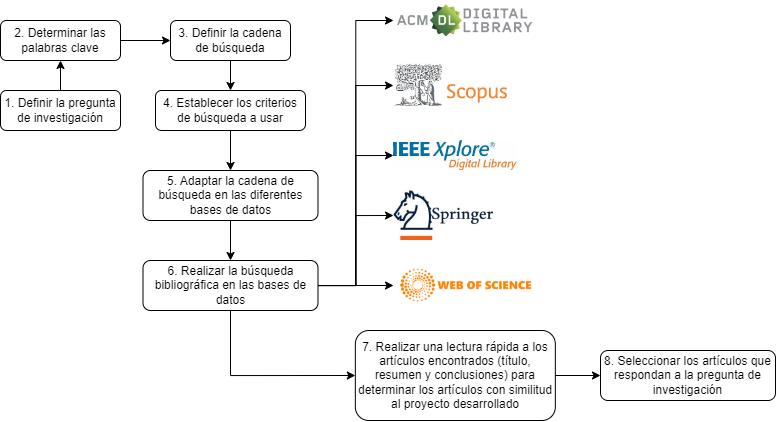 1. Definir la pregunta
de investigación
2. Determinar las
palabras clave
3. Definir la cadena
de búsqueda
4. Establecer los criterios
de búsqueda a usar
5. Adaptar la cadena de
búsqueda en las diferentes
bases de datos
6. Realizar la búsqueda
bibliográfica en las bases de
datos
ACM DL DIGITAL
LIBRARY
Scopus
IEEE Xplore®
Digital Library
Springer
WEB OF SCIENCE
7. Realizar una lectura rápida a los
artículos encontrados (título,
resumen y conclusiones) para
determinar los artículos con similitud
al proyecto desarrollado
8. Seleccionar los artículos que
respondan a la pregunta de
investigación